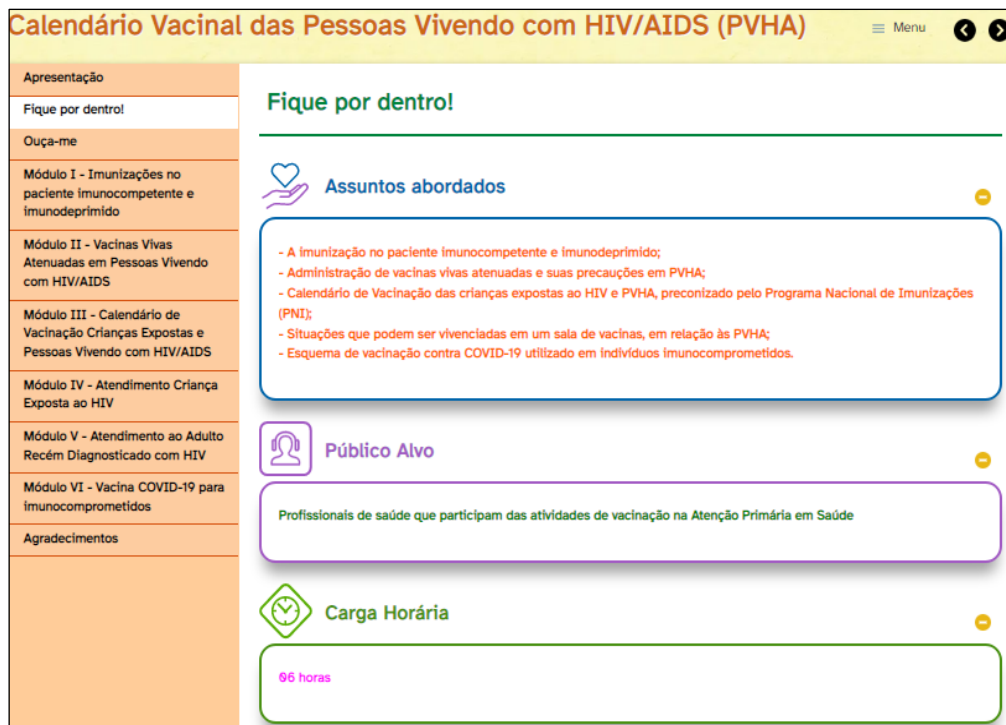 Calendário Vacinal das Pessoas Vivendo com HIV/AIDS (PVHA)
Menu
Apresentação
Fique por dentro!
Ouça-me
Módulo I - Imunizações no
paciente imunocompetente e
imunodeprimido
Módulo II - Vacinas Vivas
Atenuadas em Pessoas Vivendo
com HIV/AIDS
Módulo III - Calendário de
Vacinação Crianças Expostas e
Pessoas Vivendo com HIV/AIDS
Módulo IV - Atendimento Criança
Exposta ao HIV
Módulo V - Atendimento ao Adulto
Recém Diagnosticado com HIV
Módulo VI - Vacina COVID-19 para
imunocomprometidos
Agradecimentos
Fique por dentro!
Assuntos abordados
- A imunização no paciente imunocompetente e imunodeprimido;
- Administração de vacinas vivas atenuadas e suas precauções em PVHA;
- Calendário de Vacinação das crianças expostas ao HIV e PVHA, preconizado pelo Programa Nacional de Imunizações
(PNI);
- Situações que podem ser vivenciadas em um sala de vacinas, em relação às PVHA;
- Esquema de vacinação contra COVID-19 utilizado em indivíduos imunocomprometidos.
Público Alvo
Profissionais de saúde que participam das atividades de vacinação na Atenção Primária em Saúde
Carga Horária
06 horas